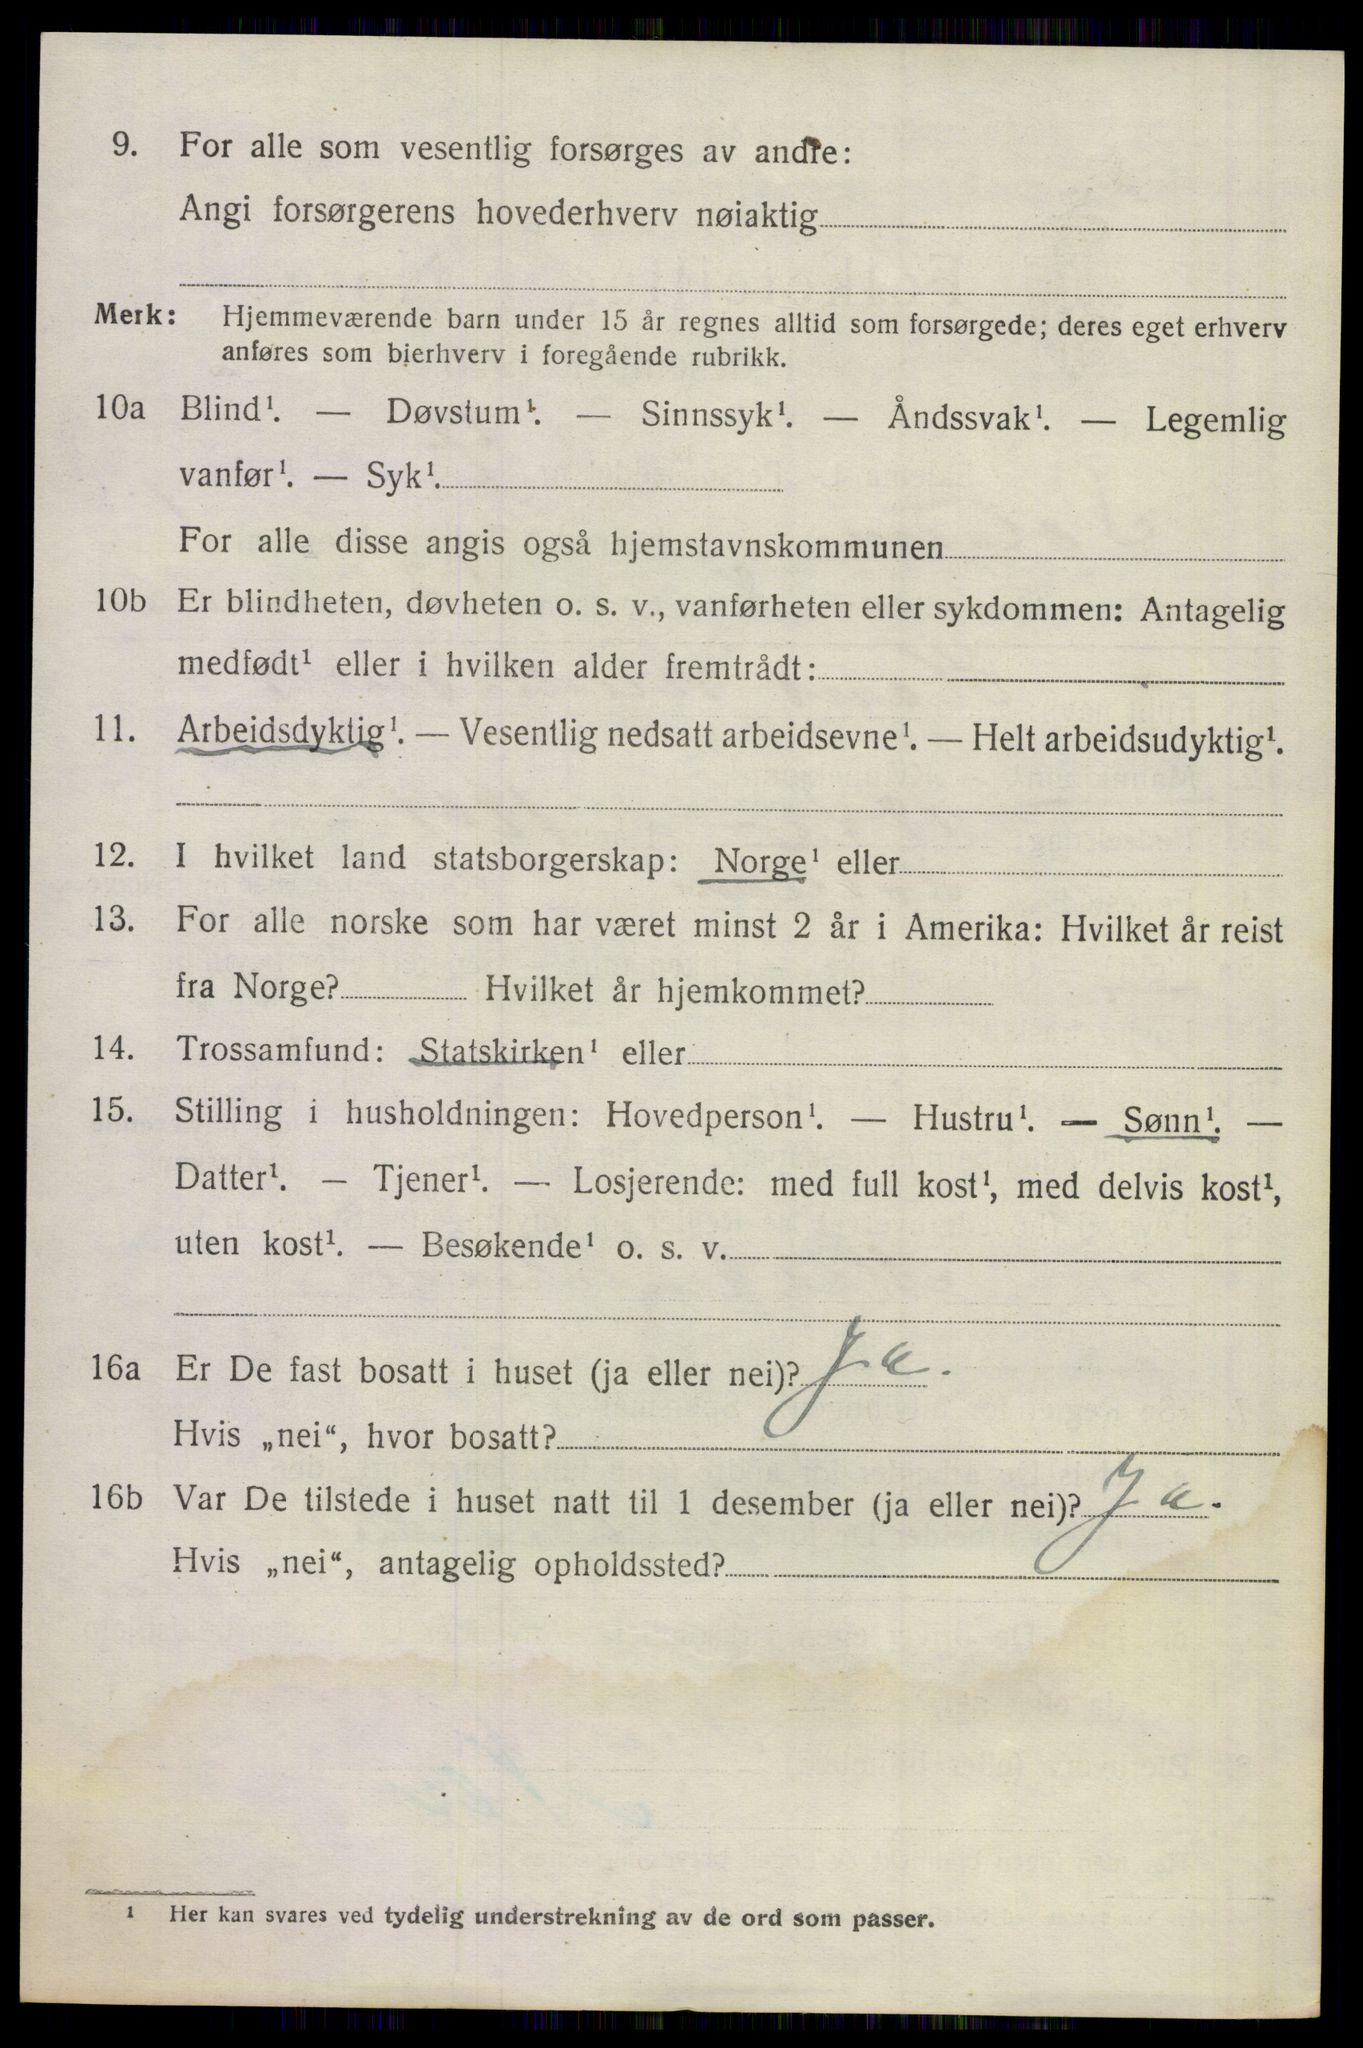 9. For alle som vesentlig forsørges av andre:
Angi forsørgerens hovederhverv nøiaktig
Merk: Hjemmeværende barn under 15 år regnes alltid som forsørgede; deres eget erhverv
anføres som bierhverv i foregående rubrikk.
10a Blind¹. — Døvstum¹. — Sinnssyk¹. — Åndssvak¹. — Legemlig
vanfør¹. — Syk¹.
For alle disse angis også hjemstavnskommunen
10b Er blindheten, døvheten o. s. v., vanførheten eller sykdommen: Antagelig
medfødt¹ eller i hvilken alder fremtrådt:
11. Arbeidsdyktig¹. — Vesentlig nedsatt arbeidsevne¹. — Helt arbeidsudyktig¹.
12. I hvilket land statsborgerskap: Norge¹ eller
13. For alle norske som har været minst 2 år i Amerika: Hvilket år reist
fra Norge? Hvilket år hjemkommet?
14. Trossamfund: Statskirken¹ eller
15. Stilling i husholdningen: Hovedperson¹. — Hustru¹. — Sønn¹. —
Datter¹. — Tjener¹. — Losjerende: med full kost¹, med delvis kost¹,
uten kost¹. — Besøkende¹ o. s. v.
16a Er De fast bosatt i huset (ja eller nei)? Ja.
Hvis „nei“, hvor bosatt?
16b Var De tilstede i huset natt til 1 desember (ja eller nei)? Ja.
Hvis „nei“, antagelig opholdssted?
¹ Her kan svares ved tydelig understrekning av de ord som passer.